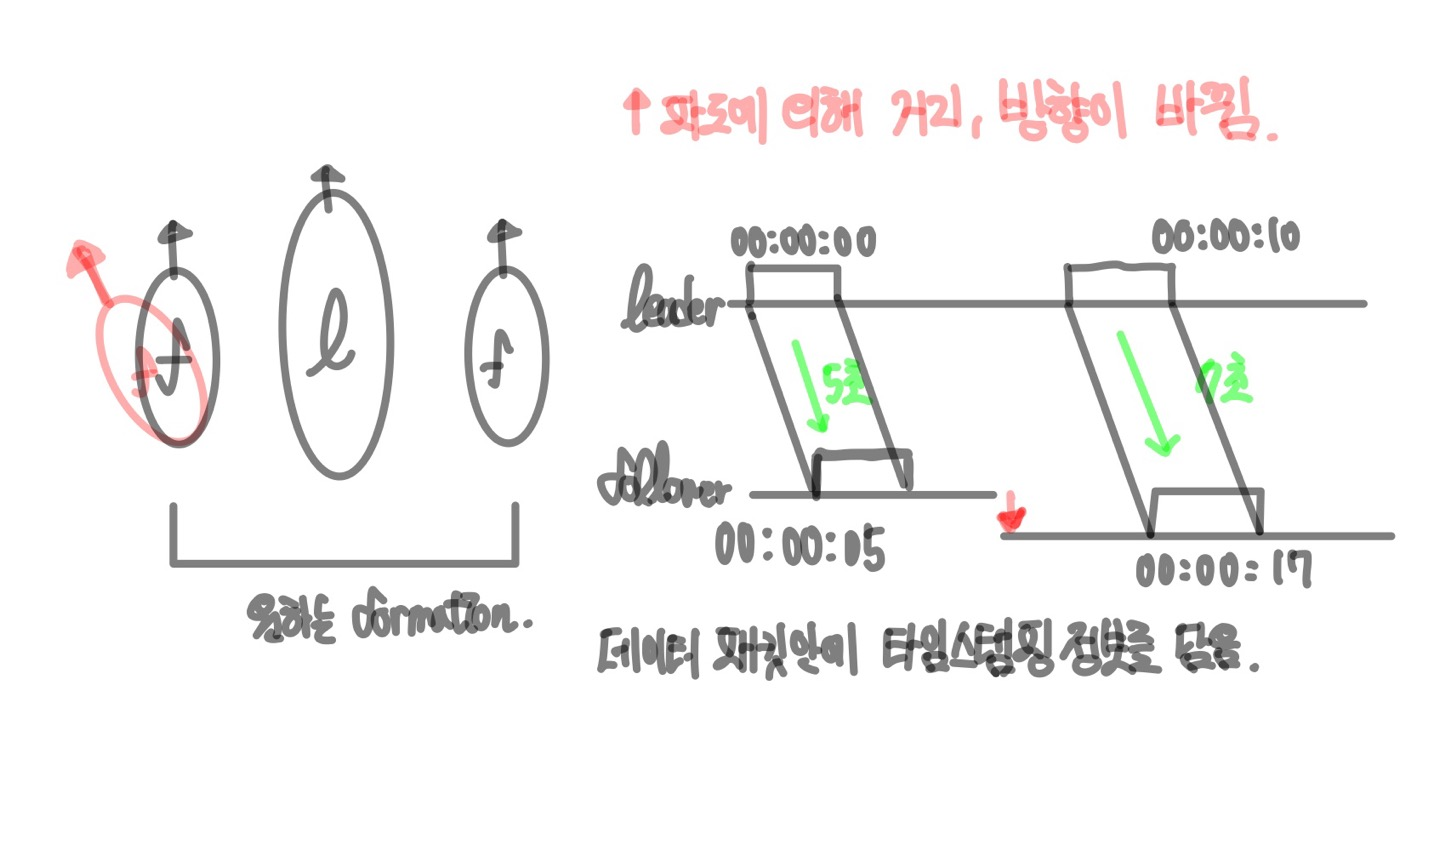 ↑ 파도에 의해 거리, 방향이 바뀜.
00:00:00
00:00:10
leader
f
f
l
f
5초
7초
follower
00:00:05
00:00:17
원하는 formation.
데이터 패킷안에 타임스탬핑 정보를 담음.